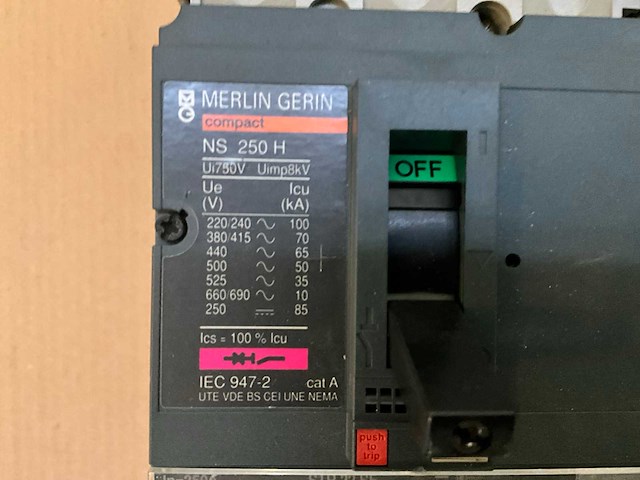 MG
MERLIN GERIN
compact
NS 250 H
Ui750V Uimp8kV
Ue Icu
(V) (kA)
220/240 100
380/415 70
440 65
500 50
525 35
660/690 10
250 85
Ics = 100 % Icu
IEC 947-2 cat A
UTE VDE BS CEI UNE NEMA
OFF
push
to
trip